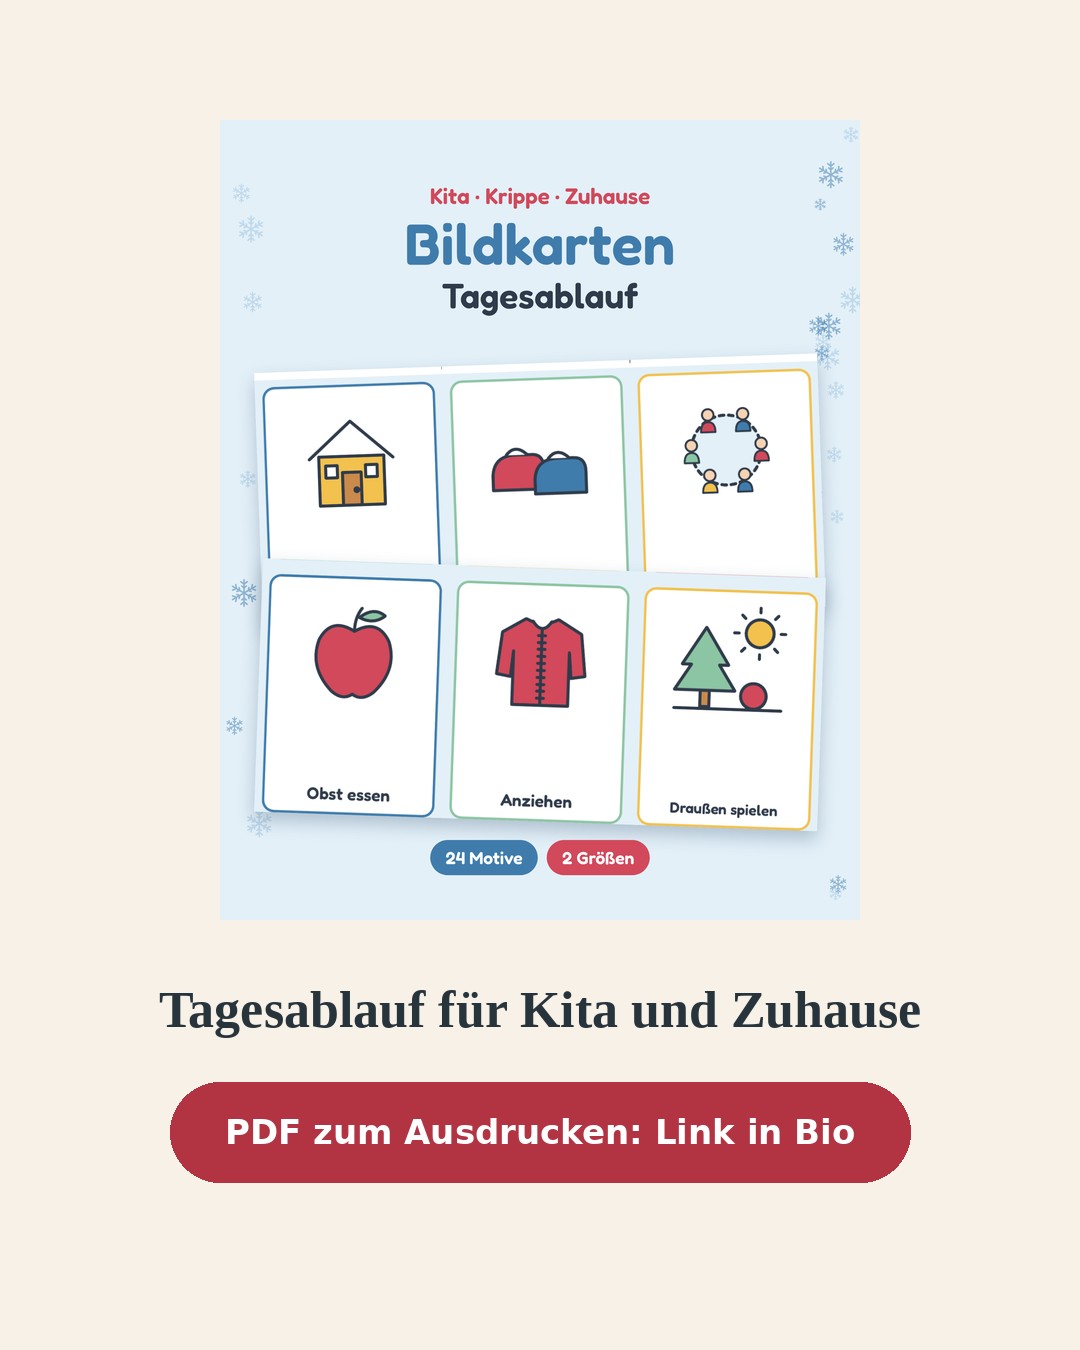 Kita · Krippe · Zuhause
Bildkarten
Tagesablauf
Obst essen
Anziehen
Draußen spielen
24 Motive
2 Größen
Tagesablauf für Kita und Zuhause
PDF zum Ausdrucken: Link in Bio